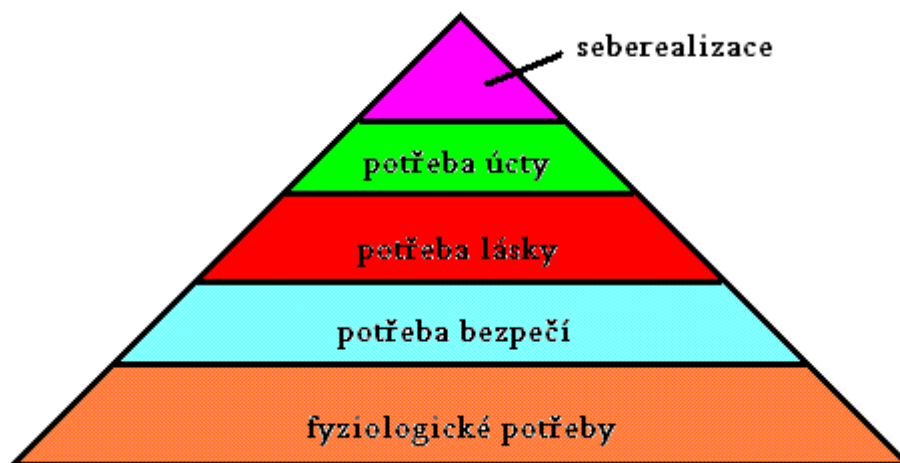 seberealizace
potřeba úcty
potřeba lásky
potřeba bezpečí
fyziologické potřeby